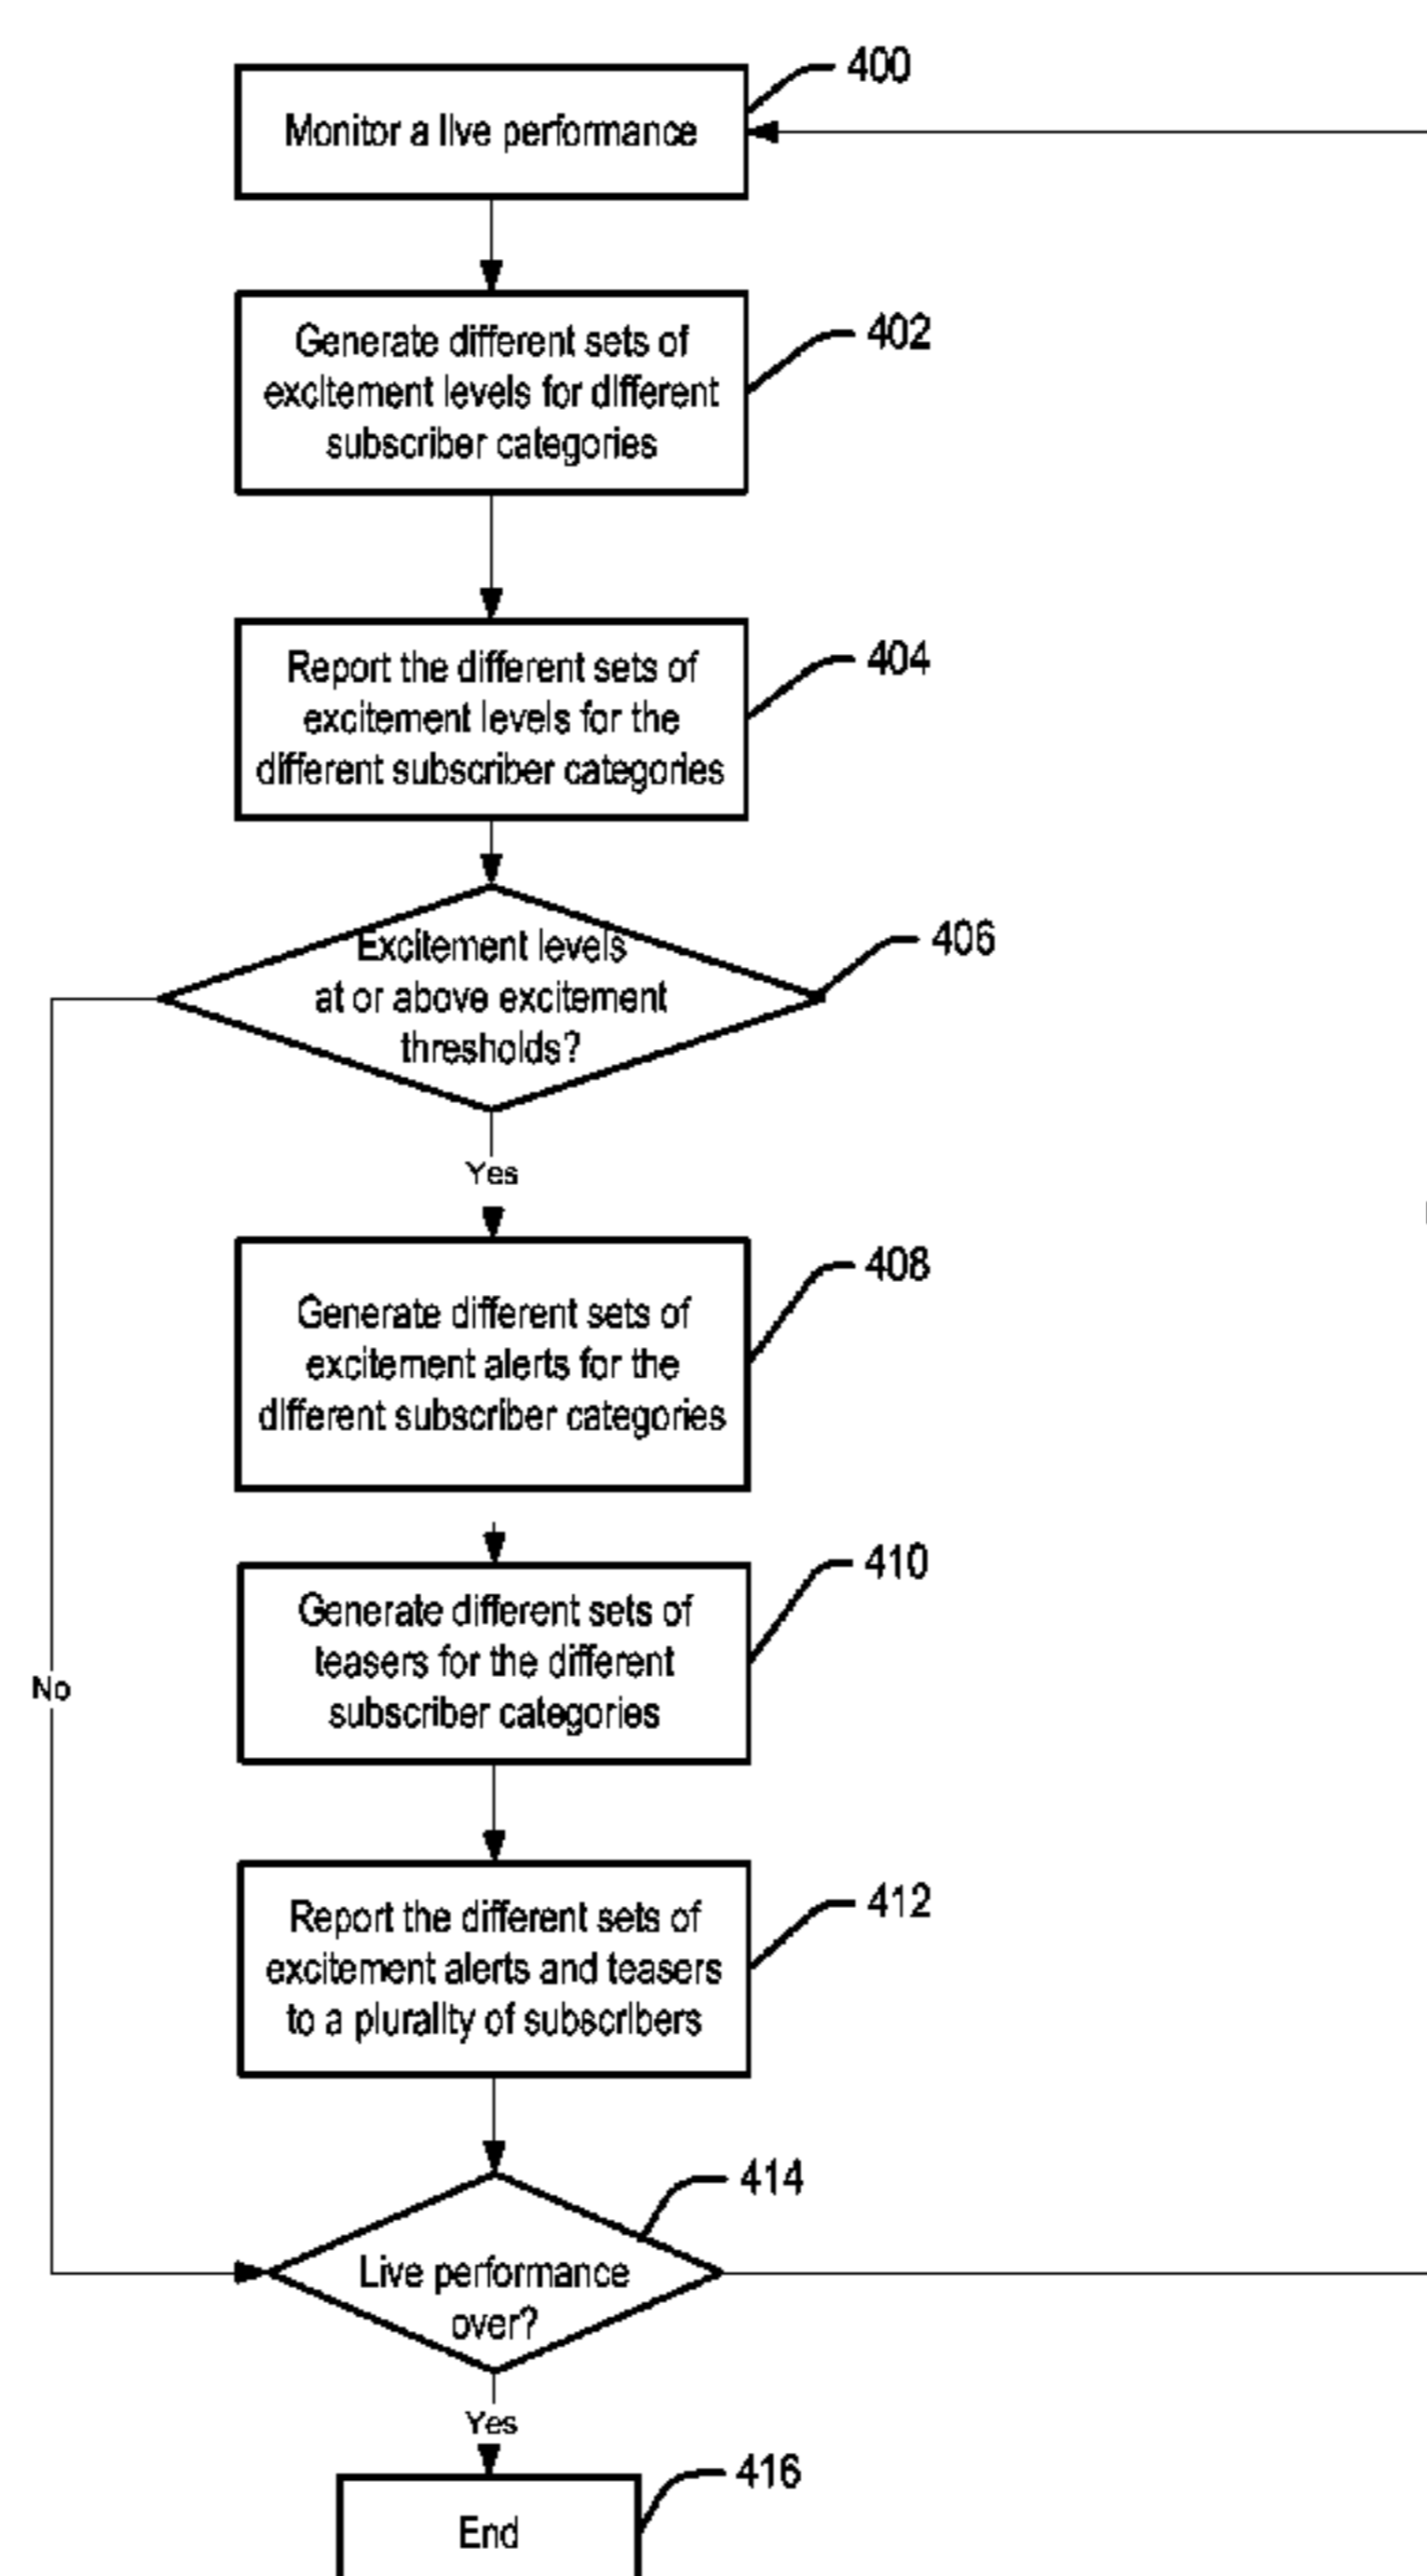 400
Monitor a live performance
402
Generate different sets of
excitement levels for different
subscriber categories
404
Report the different sets of
excitement levels for the
different subscriber categories
406
Excitement levels
at or above excitement
thresholds?
Yes
408
Generate different sets of
excitement alerts for the
different subscriber categories
410
Generate different sets of
teasers for the different
subscriber categories
No
412
Report the different sets of
excitement alerts and teasers
to a plurality of subscribers
414
Live performance
over?
Yes
416
End